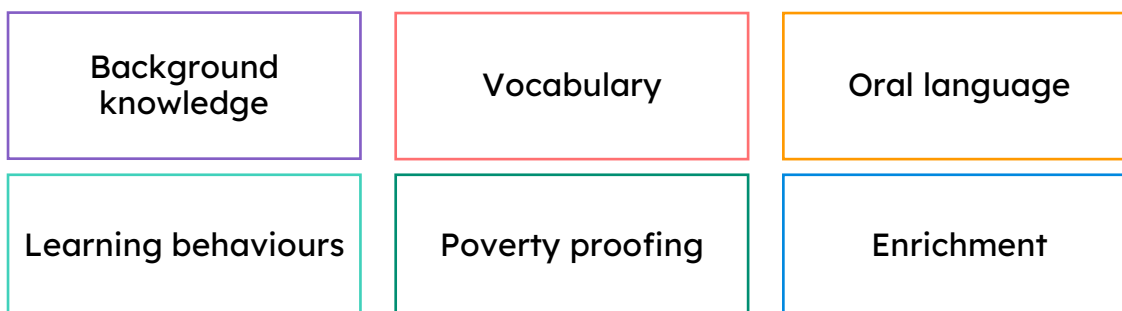 Background
knowledge
Vocabulary
Oral language
Learning behaviours
Poverty proofing
Enrichment